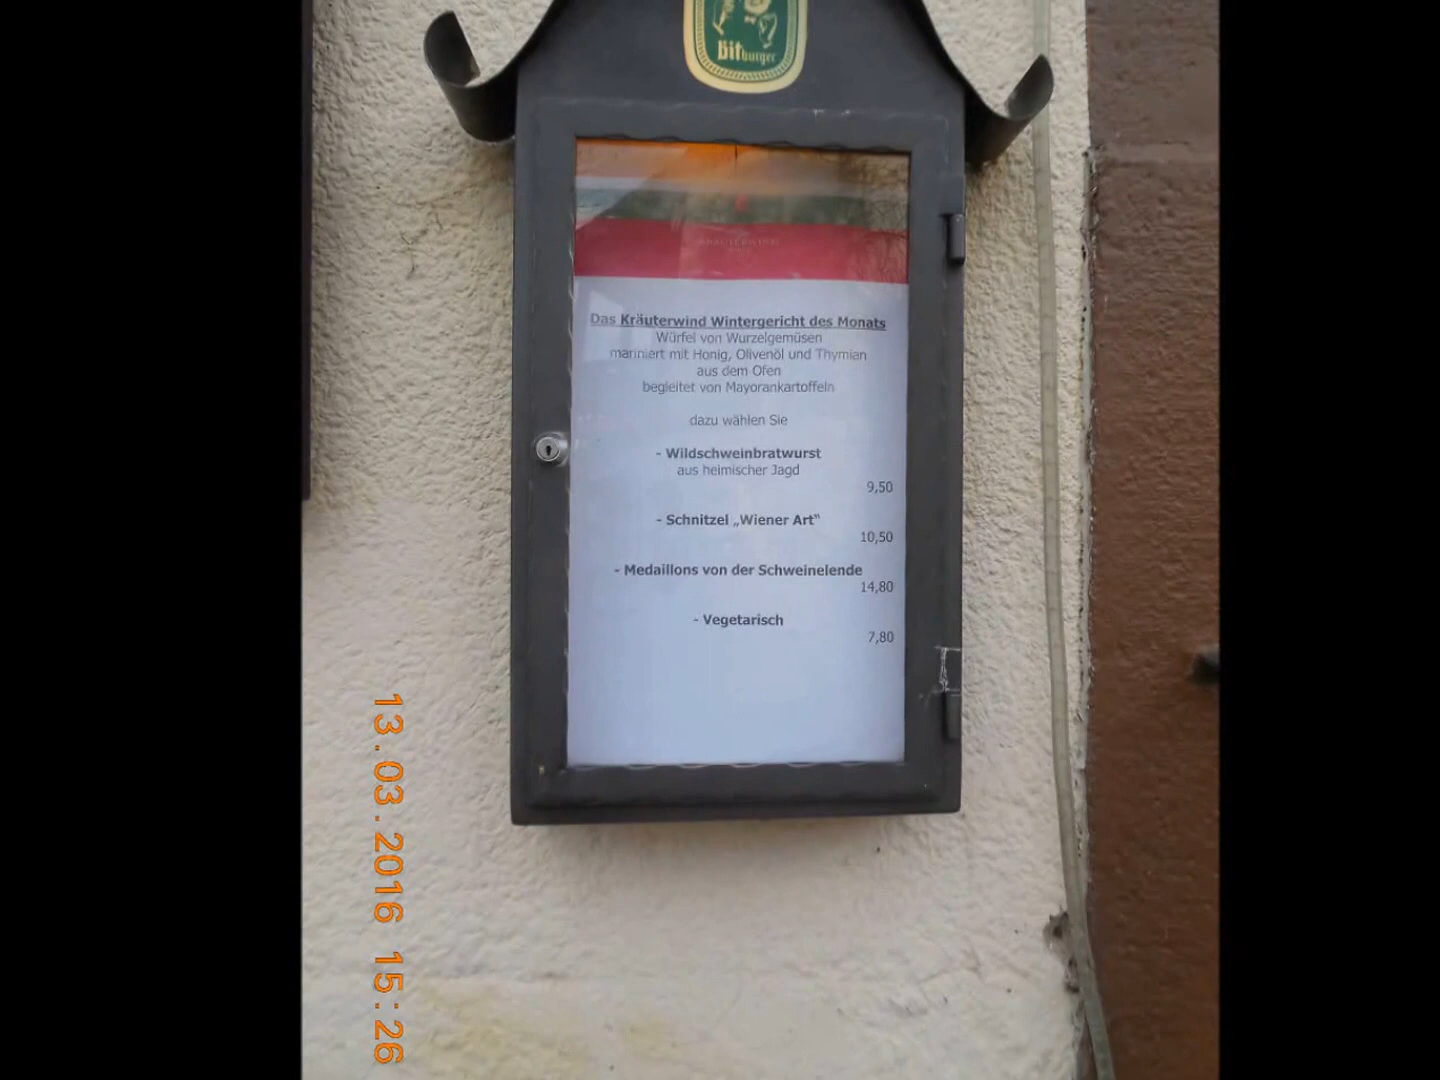 Bitburger
Das Kräuterwind Wintergericht des Monats
Würfel von Wurzelgemüsen
mariniert mit Honig, Olivenöl und Thymian
aus dem Ofen
begleitet von Mayorankartoffeln
dazu wählen Sie
- Wildschweinbratwurst
aus heimischer Jagd
9,50
- Schnitzel „Wiener Art“
10,50
- Medaillons von der Schweinelende
14,80
- Vegetarisch
7,80
13.03.2016 15:26